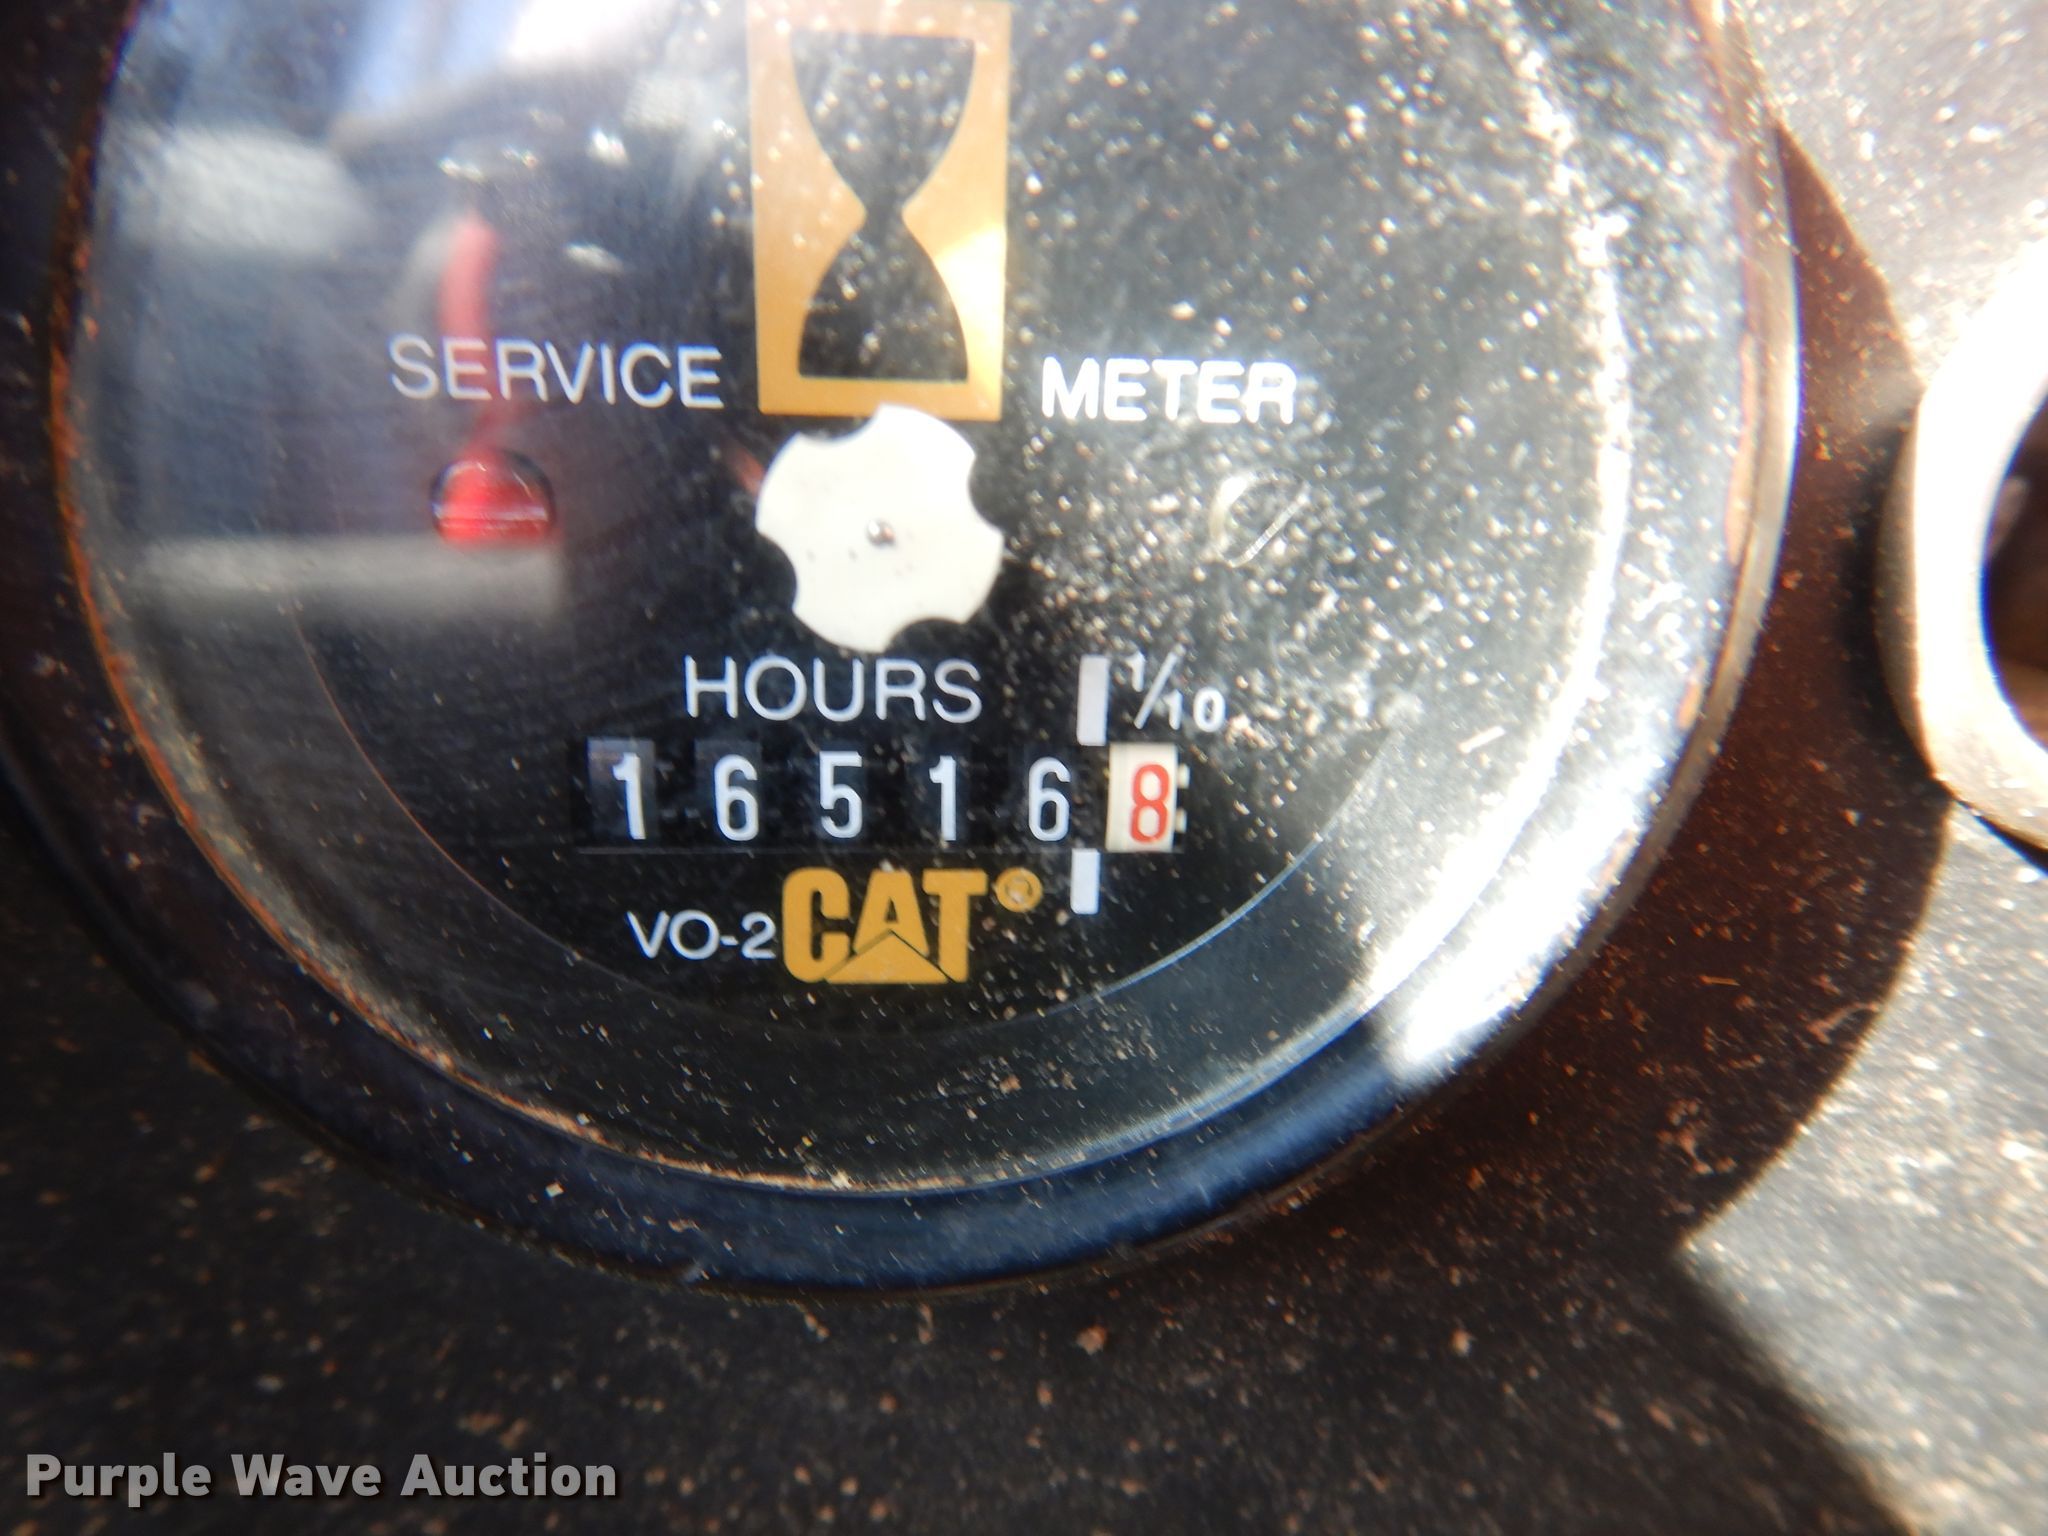 SERVICE METER
HOURS 1/10
165168
VO-2 CAT®
Purple Wave Auction